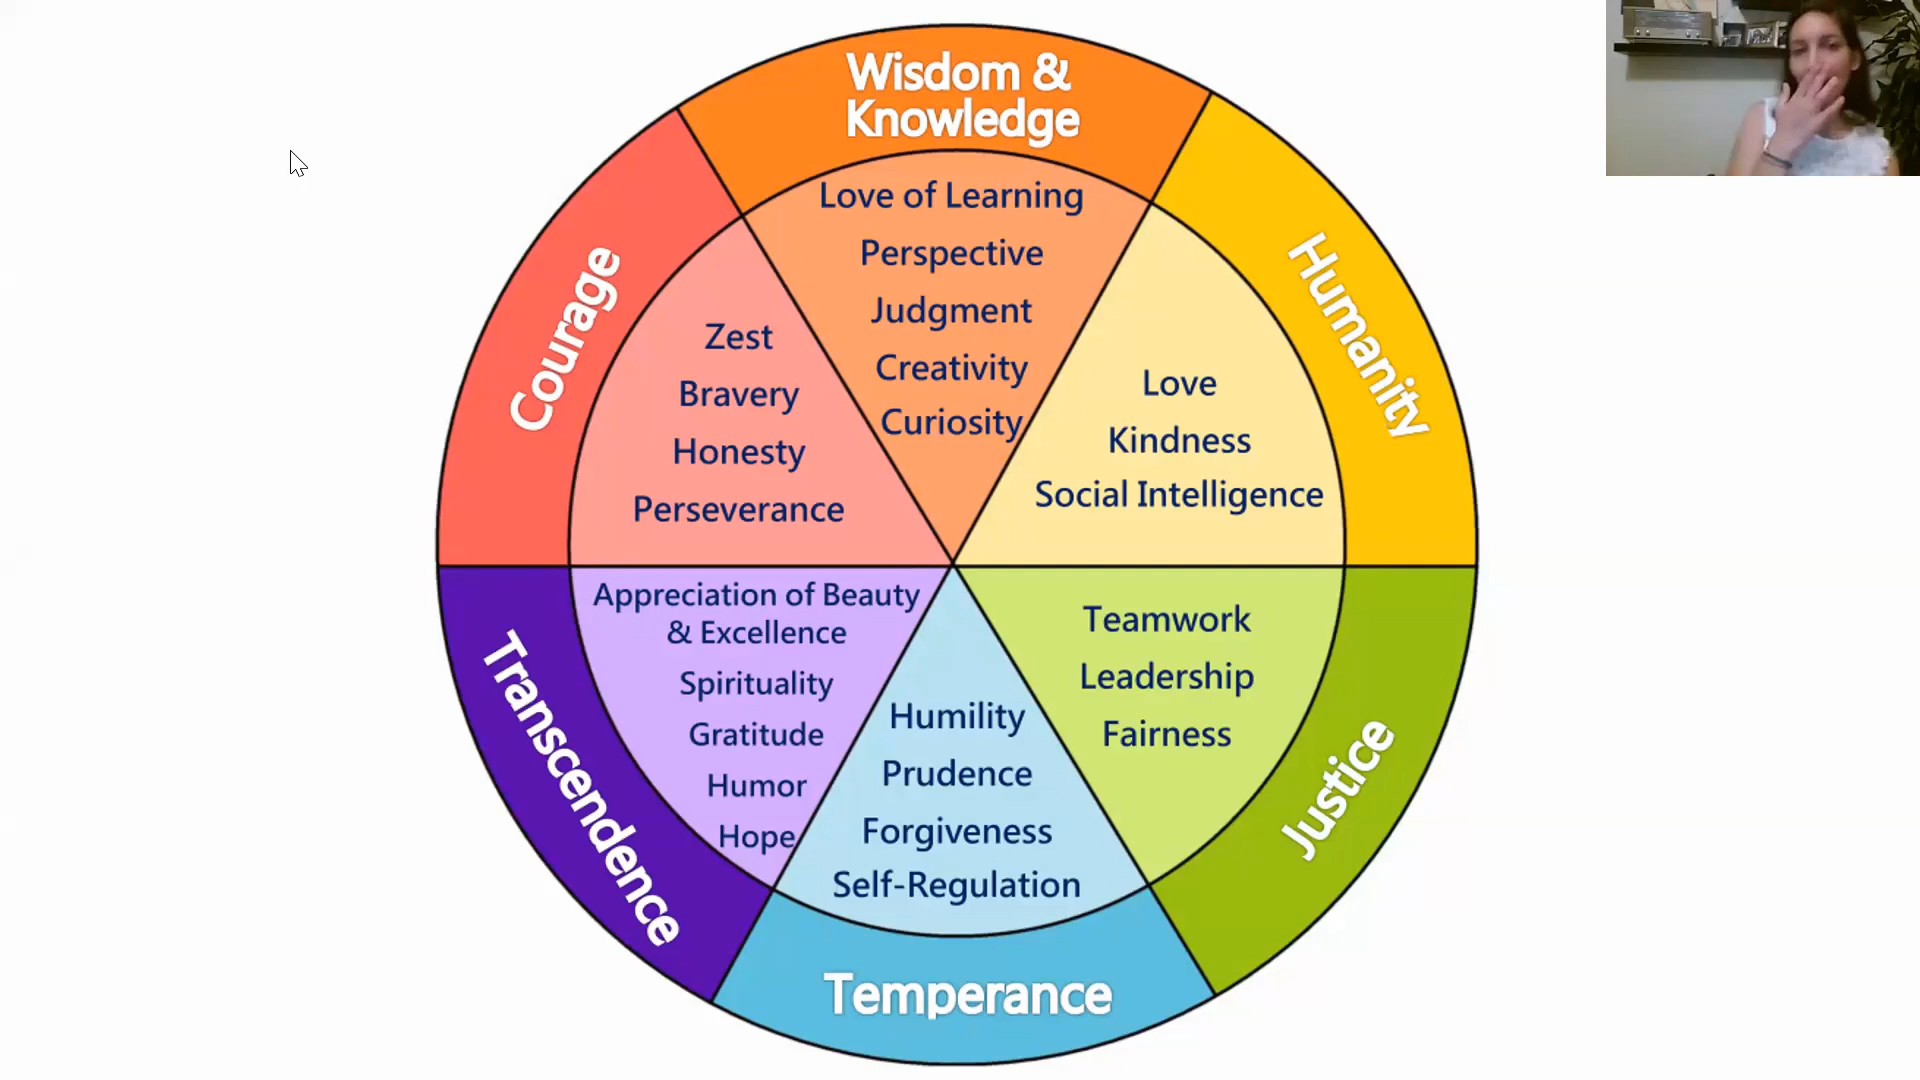 Wisdom &
Knowledge
Love of Learning
Perspective
Judgment
Creativity
Curiosity
Humanity
Love
Kindness
Social Intelligence
Justice
Teamwork
Leadership
Fairness
Temperance
Humility
Prudence
Forgiveness
Self-Regulation
Transcendence
Appreciation of Beauty
& Excellence
Spirituality
Gratitude
Humor
Hope
Courage
Zest
Bravery
Honesty
Perseverance